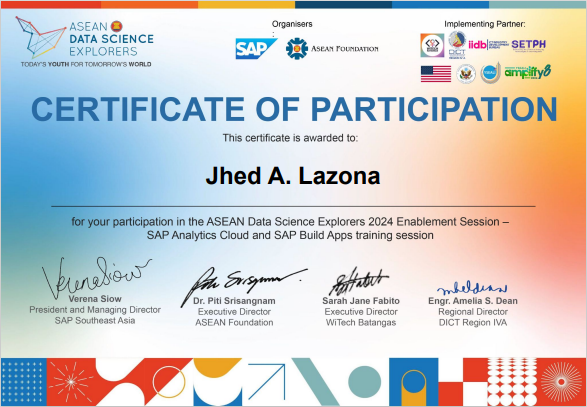 ASEAN
DATA SCIENCE
EXPLORERS
TODAY'S YOUTH FOR TOMORROW'S WORLD
Organisers
:
SAP
ASEAN FOUNDATION
Implementing Partner:
DICT
iidb
SETPH
amplify8
CERTIFICATE OF PARTICIPATION
This certificate is awarded to:
Jhed A. Lazona
for your participation in the ASEAN Data Science Explorers 2024 Enablement Session –
SAP Analytics Cloud and SAP Build Apps training session
Verena Siow
Verena Siow
President and Managing Director
SAP Southeast Asia
Dr. Piti Srisangnam
Executive Director
ASEAN Foundation
Sarah Jane Fabito
Executive Director
WiTech Batangas
Engr. Amelia S. Dean
Regional Director
DICT Region IVA